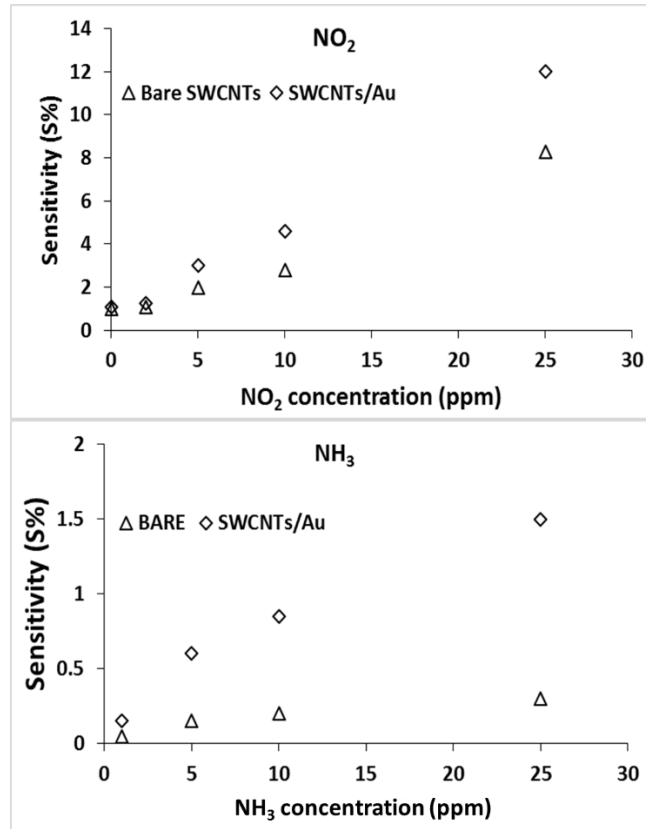 NO₂
△ Bare SWCNTs ◇ SWCNTs/Au
Sensitivity (S%)
14
12
10
8
6
4
2
0
0 5 10 15 20 25 30
NO₂ concentration (ppm)
NH₃
△ BARE ◇ SWCNTs/Au
Sensitivity (S%)
2
1.5
1
0.5
0
0 5 10 15 20 25 30
NH₃ concentration (ppm)